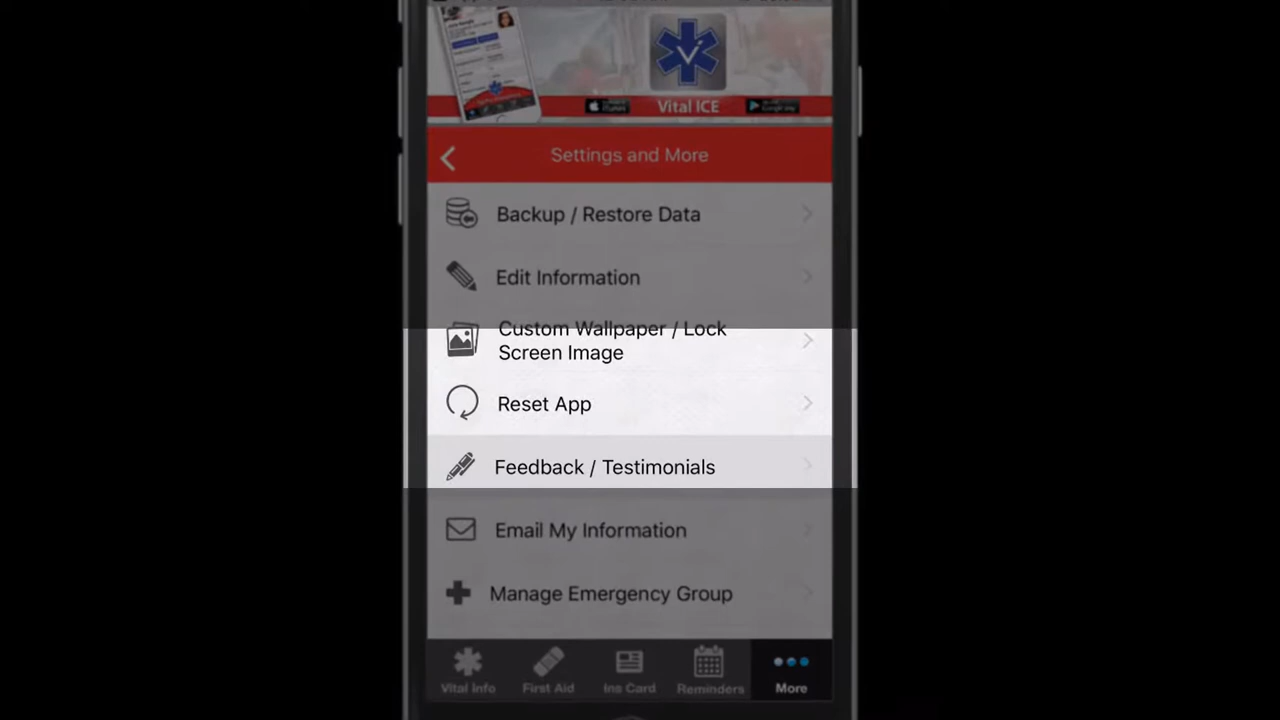 Vital ICE
Settings and More
Backup / Restore Data
Edit Information
Custom Wallpaper / Lock
Screen Image
Reset App
Feedback / Testimonials
Email My Information
Manage Emergency Group
Vital Info First Aid Ins Card Reminders More